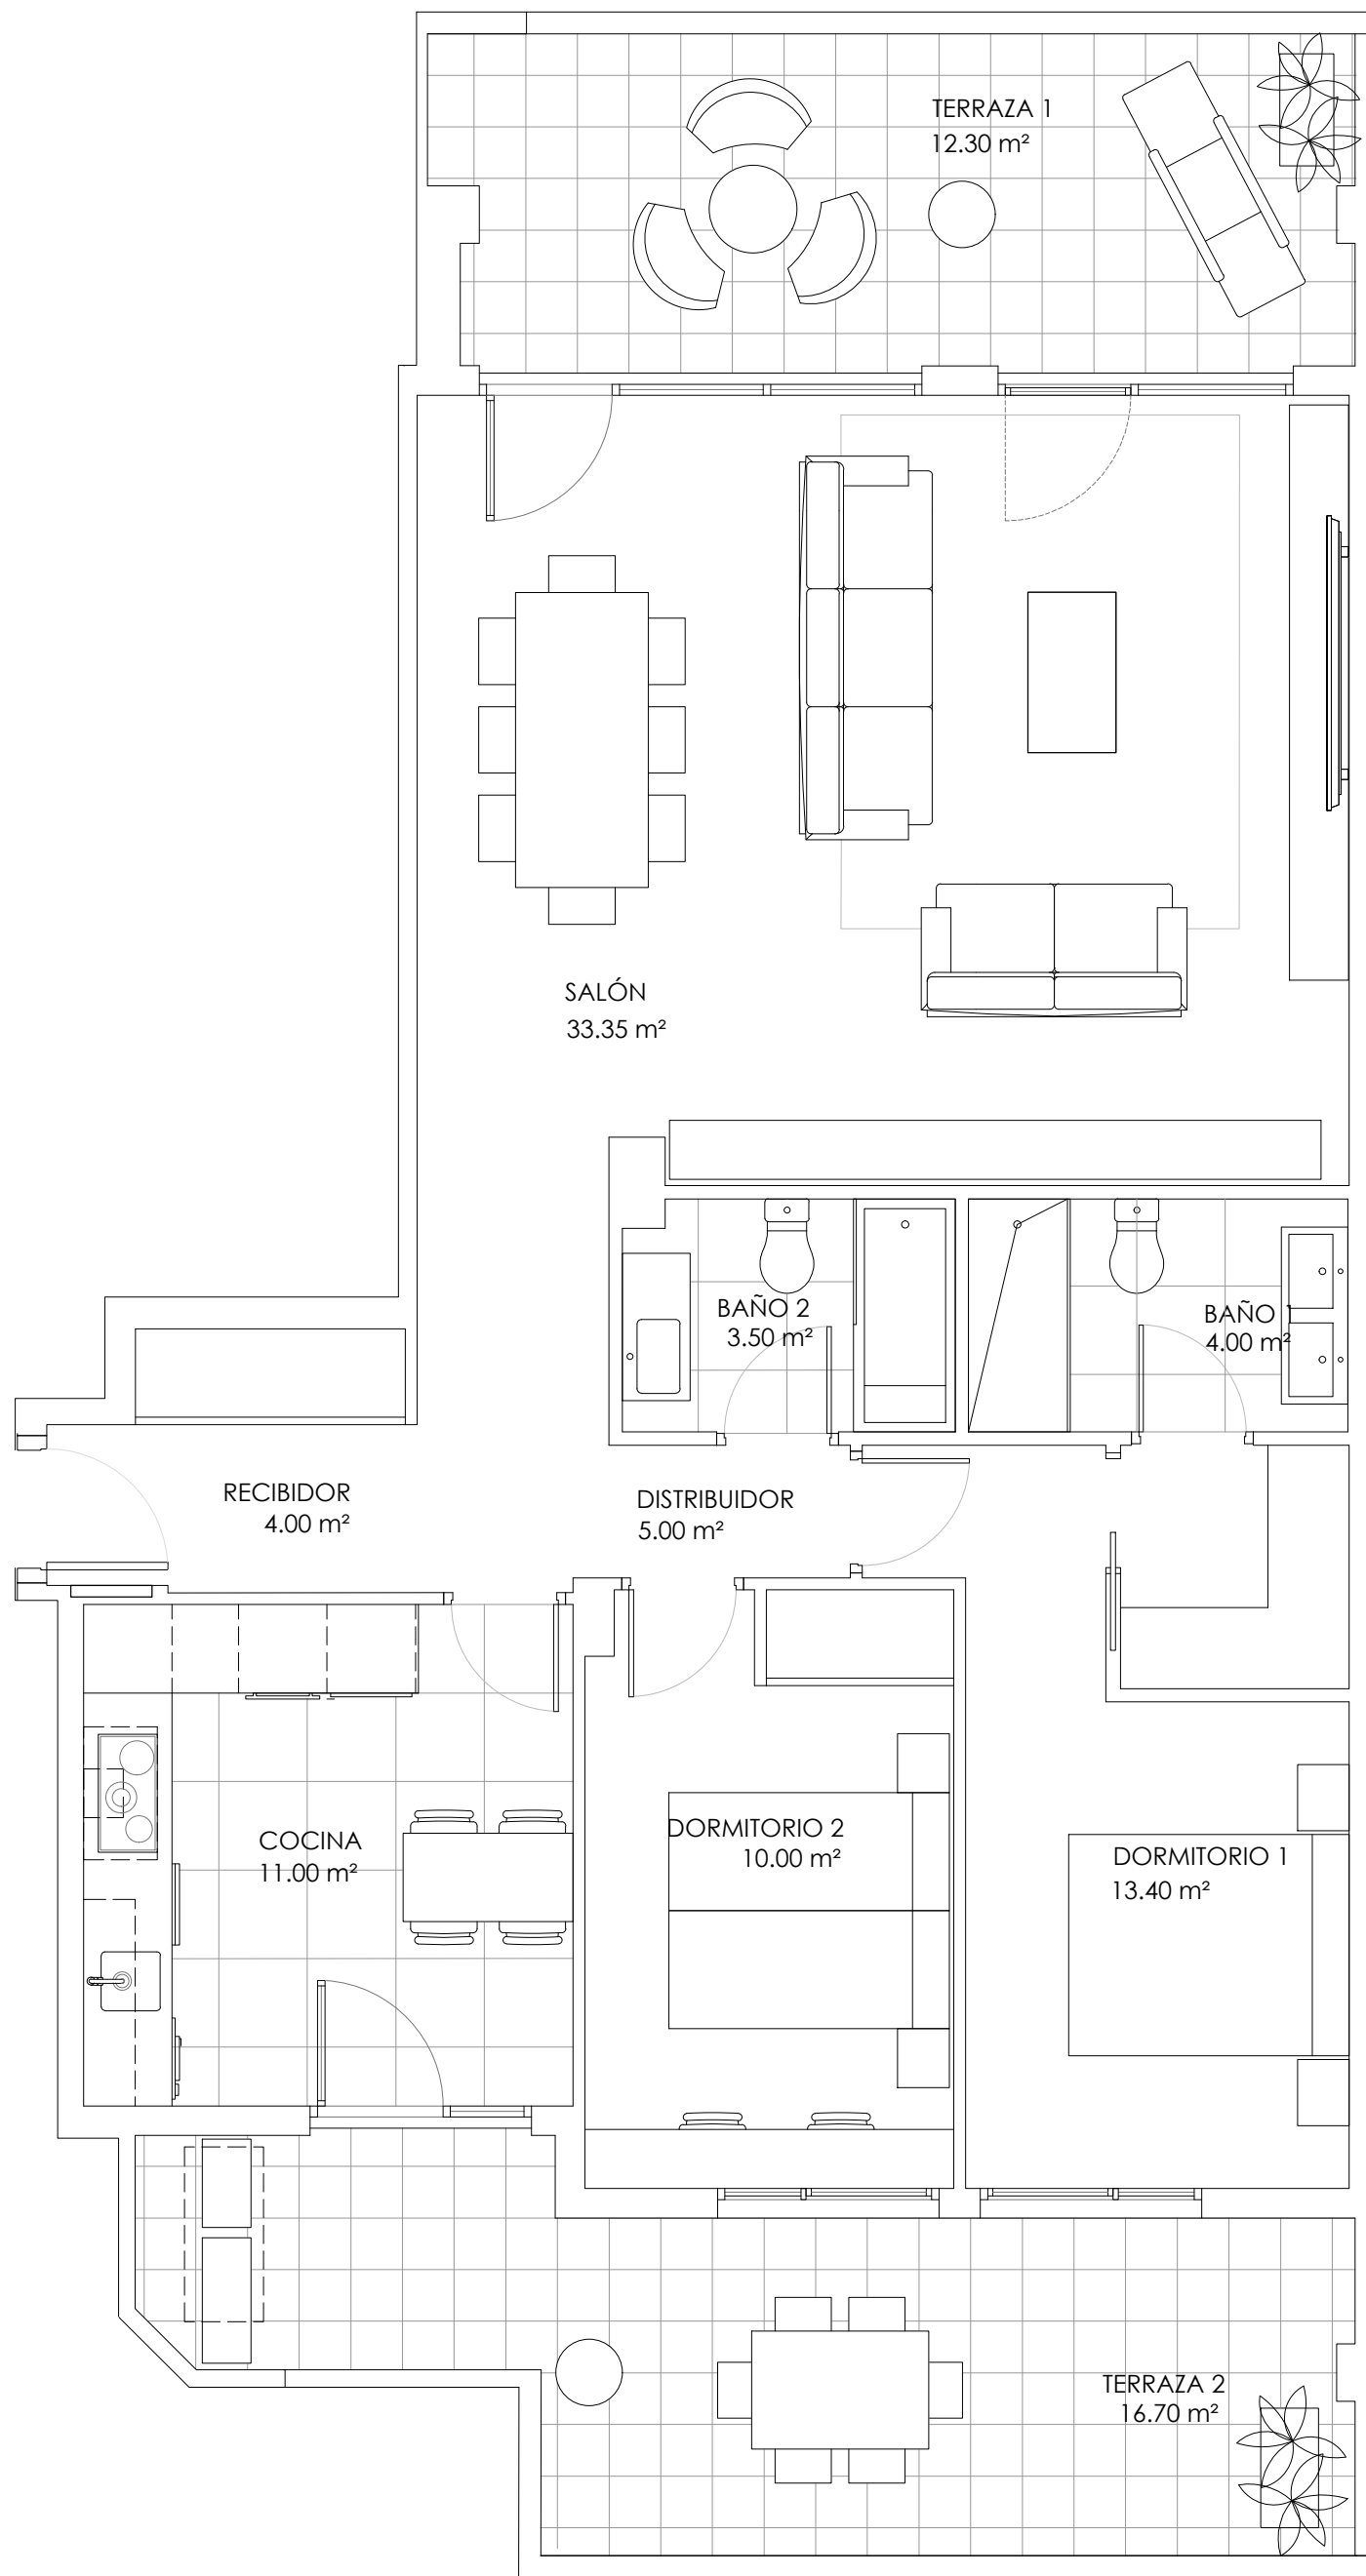 TERRAZA 1
12.30 m²
SALÓN
33.35 m²
BAÑO 2
3.50 m²
BAÑO 1
4.00 m²
RECIBIDOR
4.00 m²
DISTRIBUIDOR
5.00 m²
COCINA
11.00 m²
DORMITORIO 2
10.00 m²
DORMITORIO 1
13.40 m²
TERRAZA 2
16.70 m²